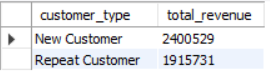 customer_type total_revenue
New Customer 2400529
Repeat Customer 1915731